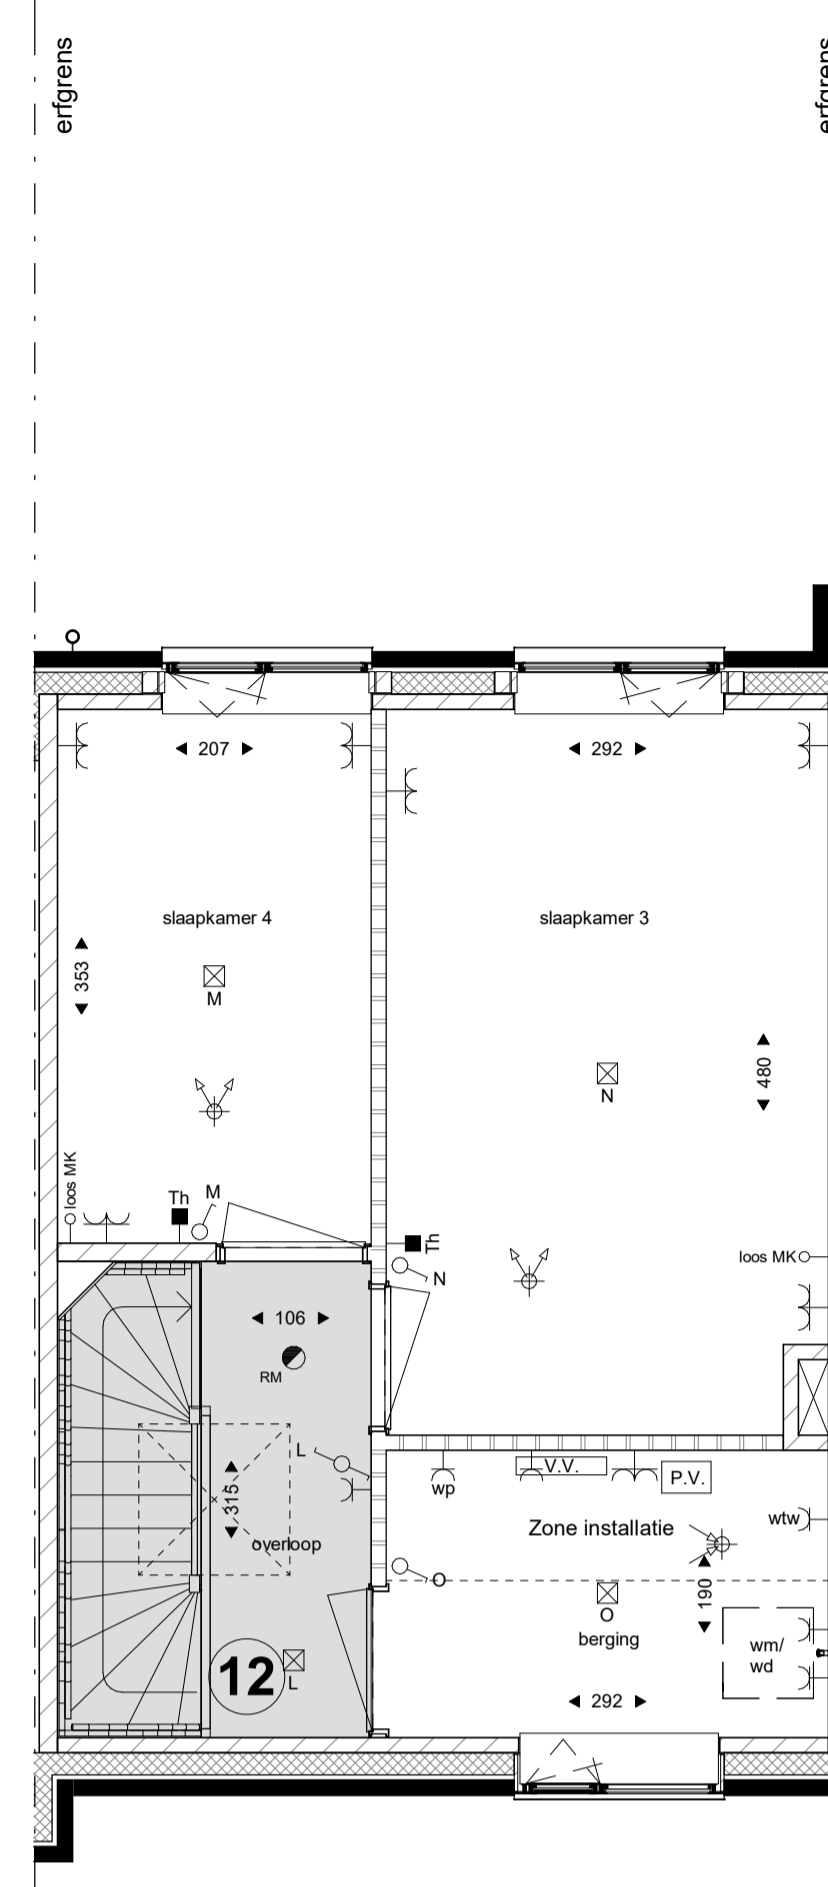 erfgrens
erfgrens
207
292
slaapkamer 4
slaapkamer 3
353
M
480
N
loos MK
Th
M
Th
N
loos MK
106
RM
L
315
overloop
wp
V.V.
P.V.
wtw
Zone installatie
O
190
O
berging
wm/
wd
12
L
292